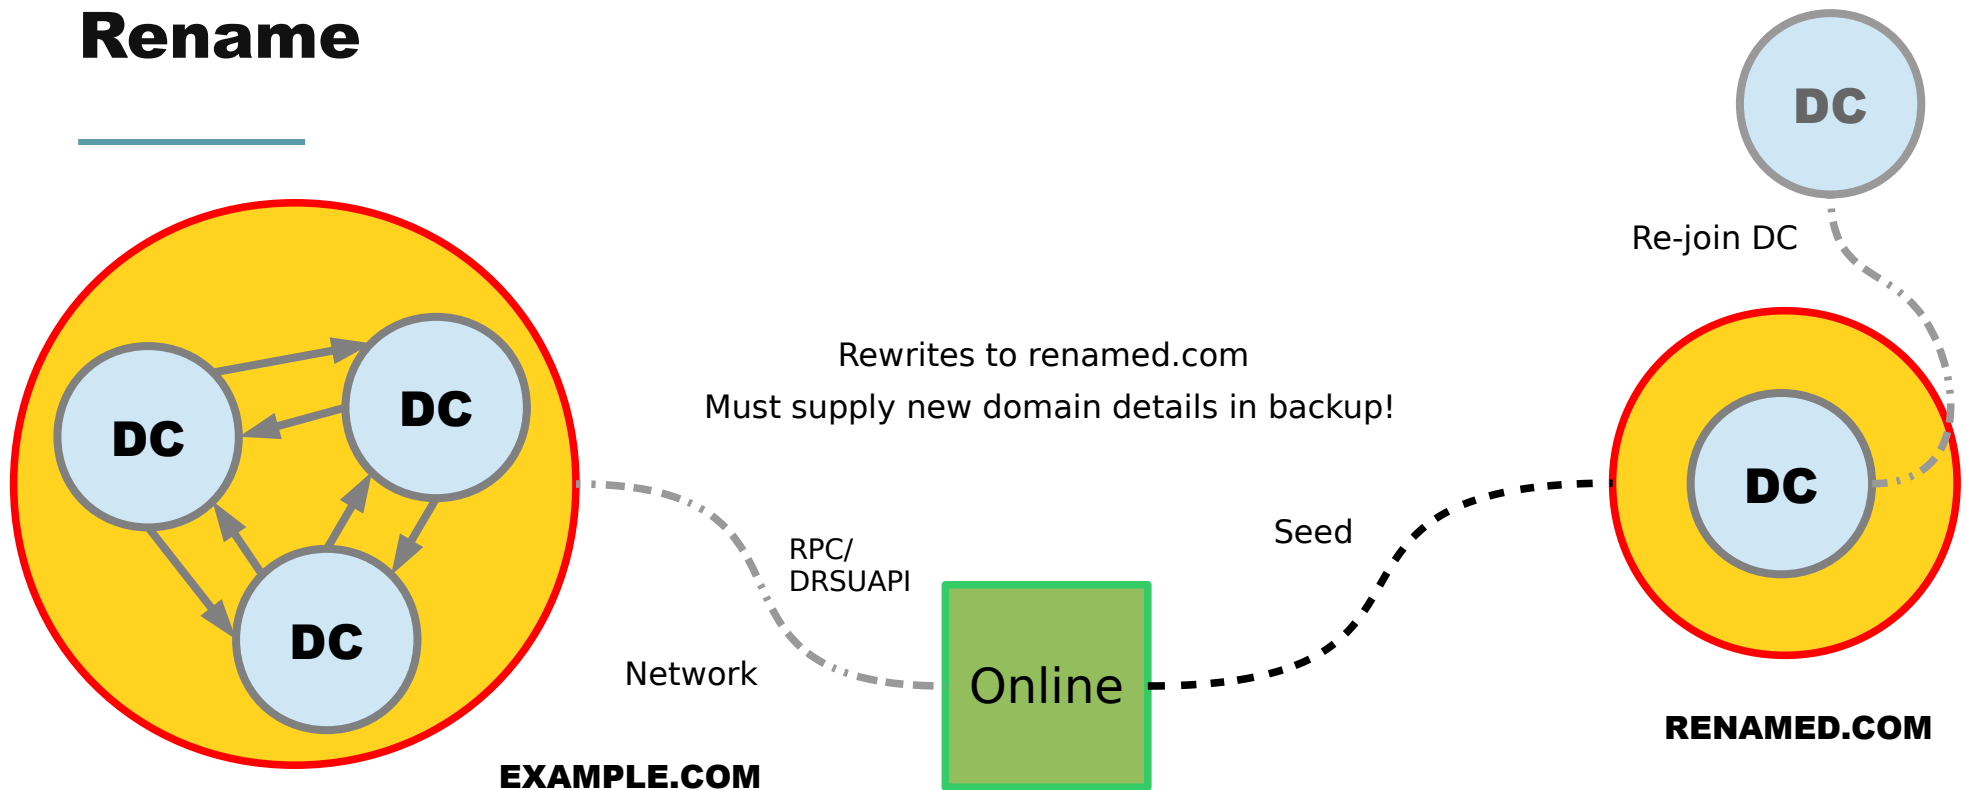 Rename
DC
Re-join DC
Rewrites to renamed.com
Must supply new domain details in backup!
DC
DC
DC
DC
Seed
RPC/
DRSUAPI
Network
Online
RENAMED.COM
EXAMPLE.COM